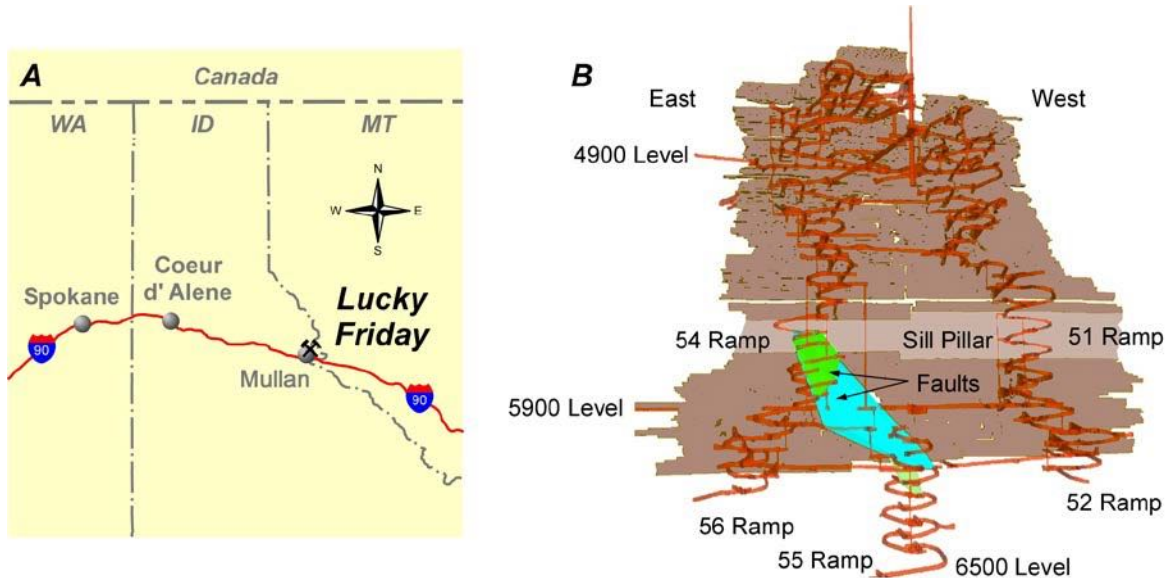 A
Canada
WA
ID
MT
N
W
E
S
Coeur
d' Alene
Spokane
Lucky
Friday
90
Mullan
90
B
East
West
4900 Level
54 Ramp
Sill Pillar
51 Ramp
Faults
5900 Level
56 Ramp
52 Ramp
55 Ramp
6500 Level